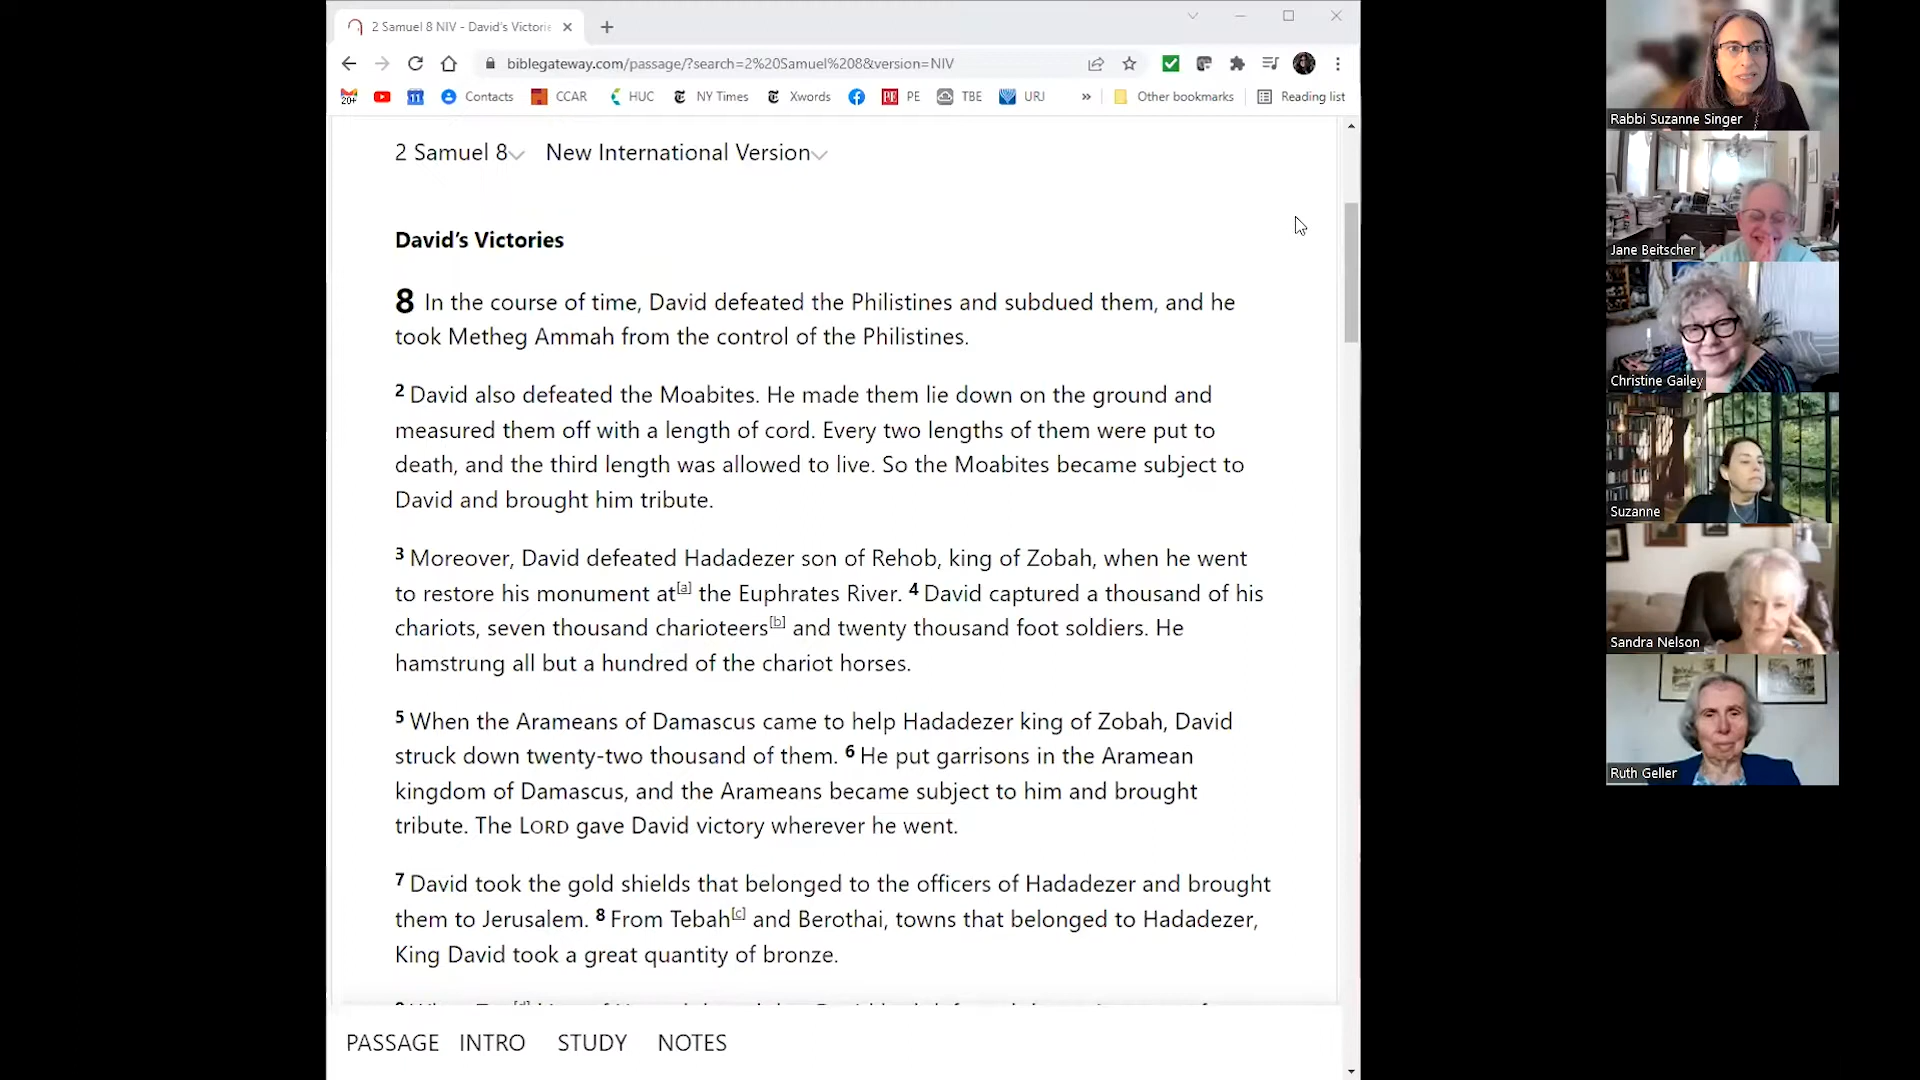 2 Samuel 8 NIV - David's Victorie
biblegateway.com/passage/?search=2%20Samuel%208&version=NIV
20+
11
Contacts
CCAR
HUC
NY Times
Xwords
PE
PE
TBE
URJ
»
Other bookmarks
Reading list
2 Samuel 8 New International Version
David's Victories
8 In the course of time, David defeated the Philistines and subdued them, and he
took Metheg Ammah from the control of the Philistines.
2 David also defeated the Moabites. He made them lie down on the ground and
measured them off with a length of cord. Every two lengths of them were put to
death, and the third length was allowed to live. So the Moabites became subject to
David and brought him tribute.
3 Moreover, David defeated Hadadezer son of Rehob, king of Zobah, when he went
to restore his monument at[a] the Euphrates River. 4 David captured a thousand of his
chariots, seven thousand charioteers[b] and twenty thousand foot soldiers. He
hamstrung all but a hundred of the chariot horses.
5 When the Arameans of Damascus came to help Hadadezer king of Zobah, David
struck down twenty-two thousand of them. 6 He put garrisons in the Aramean
kingdom of Damascus, and the Arameans became subject to him and brought
tribute. The LORD gave David victory wherever he went.
7 David took the gold shields that belonged to the officers of Hadadezer and brought
them to Jerusalem. 8 From Tebah[c] and Berothai, towns that belonged to Hadadezer,
King David took a great quantity of bronze.
PASSAGE INTRO STUDY NOTES
Rabbi Suzanne Singer
Jane Beitscher
Christine Gailey
Suzanne
Sandra Nelson
Ruth Geller